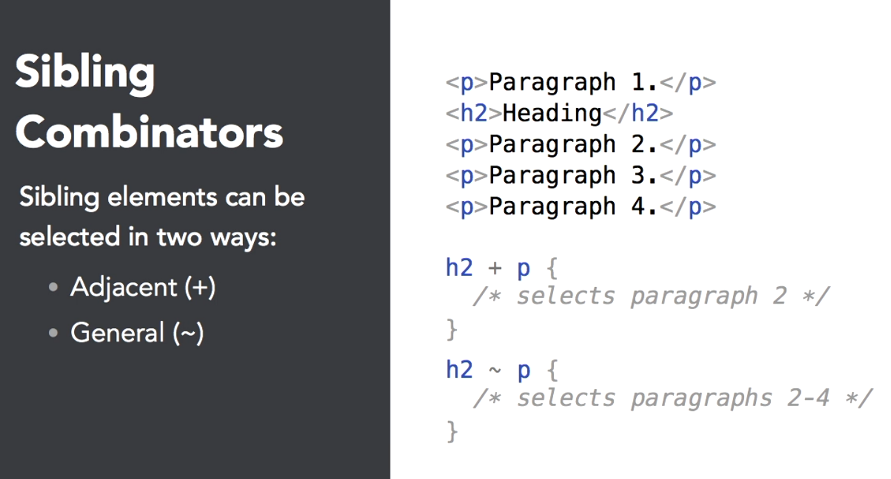 Sibling
Combinators
Sibling elements can be
selected in two ways:
• Adjacent (+)
• General (~)
<p>Paragraph 1.</p>
<h2>Heading</h2>
<p>Paragraph 2.</p>
<p>Paragraph 3.</p>
<p>Paragraph 4.</p>
h2 + p {
  /* selects paragraph 2 */
}
h2 ~ p {
  /* selects paragraphs 2-4 */
}